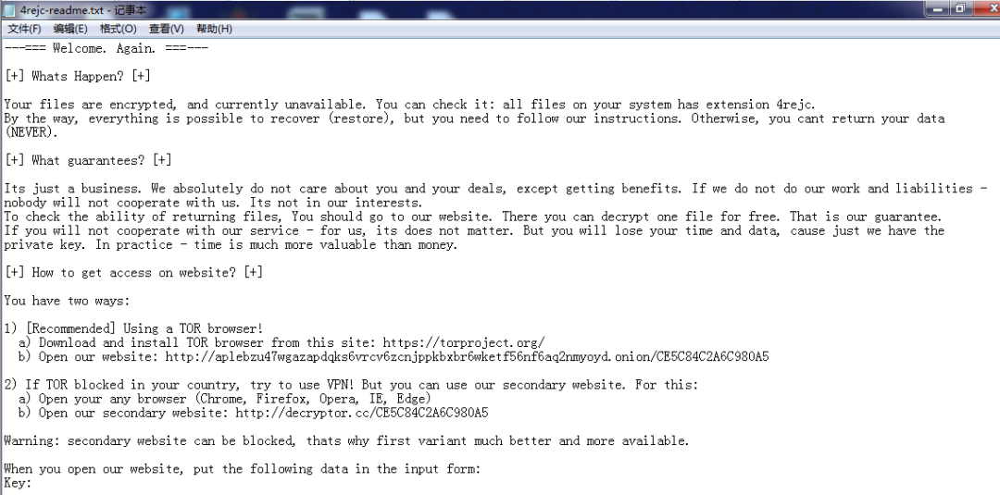 4rejc-readme.txt - 记事本
文件(F) 编辑(E) 格式(O) 查看(V) 帮助(H)
---=== Welcome. Again. ===---
[+] Whats Happen? [+]
Your files are encrypted, and currently unavailable. You can check it: all files on your system has extension 4rejc.
By the way, everything is possible to recover (restore), but you need to follow our instructions. Otherwise, you cant return your data
(NEVER).
[+] What guarantees? [+]
Its just a business. We absolutely do not care about you and your deals, except getting benefits. If we do not do our work and liabilities -
nobody will not cooperate with us. Its not in our interests.
To check the ability of returning files, You should go to our website. There you can decrypt one file for free. That is our guarantee.
If you will not cooperate with our service - for us, its does not matter. But you will lose your time and data, cause just we have the
private key. In practice - time is much more valuable than money.
[+] How to get access on website? [+]
You have two ways:
1) [Recommended] Using a TOR browser!
a) Download and install TOR browser from this site: https://torproject.org/
b) Open our website: http://aplebzu47wgazapdqks6vrcv6zcnjppkbxbr6wketf56nf6aq2nmyoyd.onion/CE5C84C2A6C980A5
2) If TOR blocked in your country, try to use VPN! But you can use our secondary website. For this:
a) Open your any browser (Chrome, Firefox, Opera, IE, Edge)
b) Open our secondary website: http://decryptor.cc/CE5C84C2A6C980A5
Warning: secondary website can be blocked, thats why first variant much better and more available.
When you open our website, put the following data in the input form:
Key: